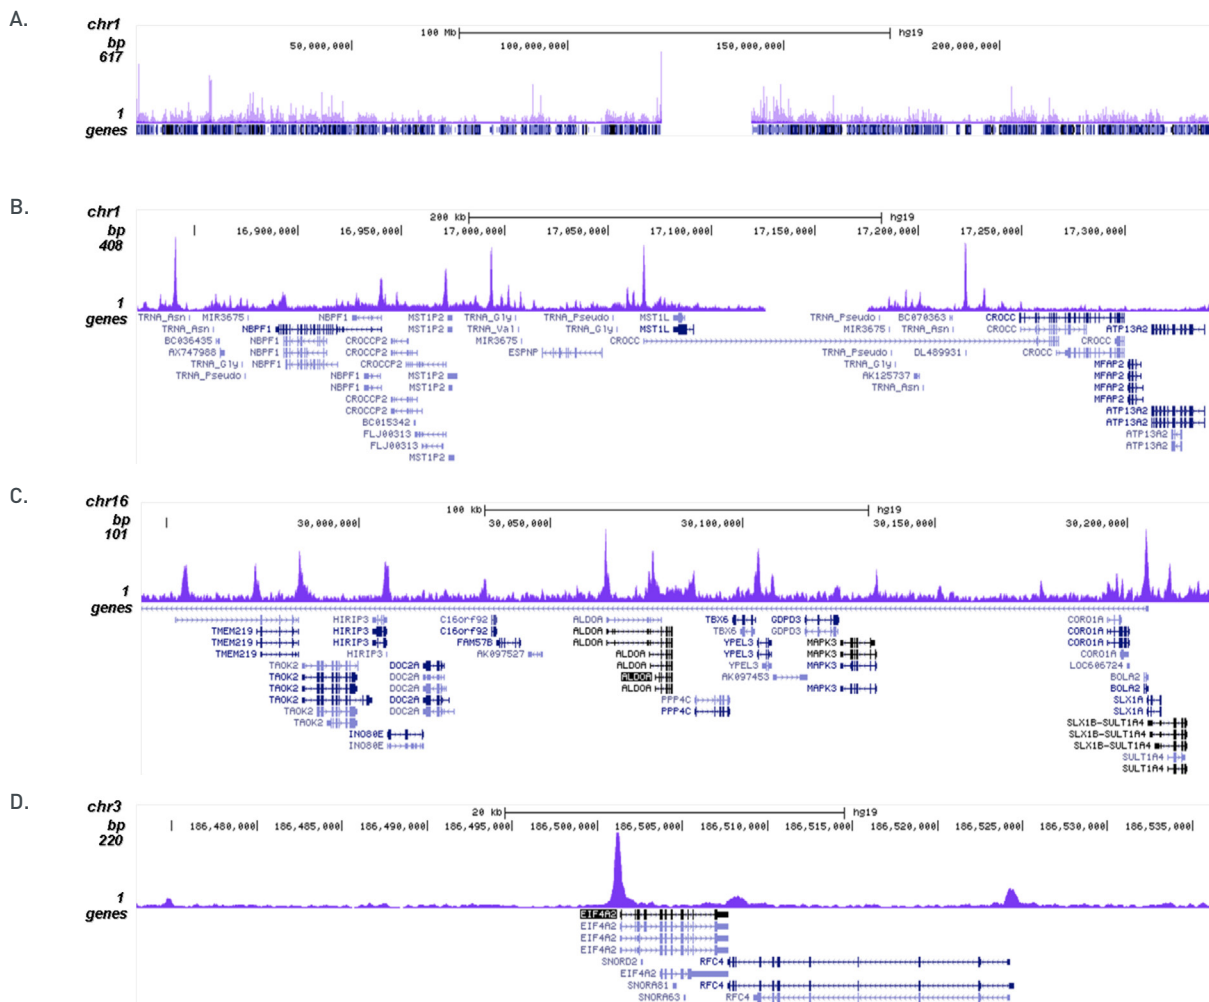 A.
chr1
100 Mb hg19
bp 50,000,000 100,000,000 150,000,000 200,000,000
617
1
genes
B.
chr1
200 kb hg19
bp 16,900,000 16,950,000 17,000,000 17,050,000 17,100,000 17,150,000 17,200,000 17,250,000 17,300,000
408
1
genes
TRNA_Asn MIR3675 NBPF1 MST1P2 TRNA_Gly TRNA_Pseudo MST1L TRNA_Pseudo BC070363 CROCC
TRNA_Asn NBPF1 MST1P2 TRNA_Val TRNA_Gly MST1L MIR3675 TRNA_Asn CROCC ATP13A2
BC036435 NBPF1 CROCCP2 MIR3675 CROCC CROCC
AX747988 NBPF1 CROCCP2 ESPNP TRNA_Pseudo DL489931 CROCC
TRNA_Gly NBPF1 CROCCP2 TRNA_Gly MFAP2
TRNA_Pseudo NBPF1 MST1P2 AK125737 MFAP2
NBPF1 MST1P2 TRNA_Asn MFAP2
CROCCP2 MFAP2
CROCCP2 ATP13A2
BC015342 ATP13A2
FLJ00313 ATP13A2
FLJ00313 ATP13A2
MST1P2
C.
chr16
100 kb hg19
bp 30,000,000 30,050,000 30,100,000 30,150,000 30,200,000
101
1
genes
HIRIP3 C16orf92 ALDOA TBX6 GDPD3 CORO1A
TMEM219 HIRIP3 C16orf92 ALDOA TBX6 GDPD3 CORO1A
TMEM219 HIRIP3 FAM57B ALDOA YPEL3 MAPK3 CORO1A
TMEM219 HIRIP3 AK097527 ALDOA YPEL3 MAPK3 CORO1A
TAOK2 DOC2A ALDOA YPEL3 MAPK3 LOC606724
TAOK2 DOC2A ALDOA AK097453 BOLA2
TAOK2 DOC2A ALDOA MAPK3 BOLA2
TAOK2 DOC2A PPP4C SLX1A
TAOK2 DOC2A PPP4C SLX1A
TAOK2 SLX1B-SULT1A4
INO80E SLX1B-SULT1A4
INO80E SLX1B-SULT1A4
SULT1A4
SULT1A4
D.
chr3
20 kb hg19
bp 186,480,000 186,485,000 186,490,000 186,495,000 186,500,000 186,505,000 186,510,000 186,515,000 186,520,000 186,525,000 186,530,000 186,535,000
220
1
genes
EIF4A2
EIF4A2
EIF4A2
EIF4A2
SNORD2 RFC4
EIF4A2
SNORA81 RFC4
SNORA63 RFC4